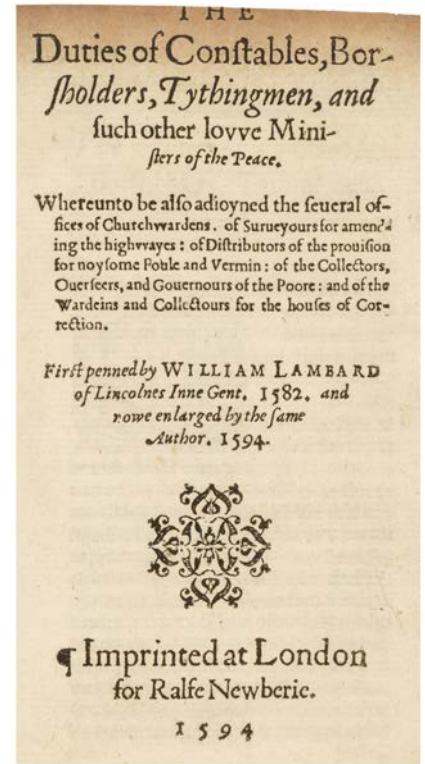 THE
Duties of Conſtables, Bor-
ſholders, Tythingmen, and
ſuch other lovve Mini-
ſters of the Peace.
Whereunto be alſo adioyned the ſeueral of-
fices of Churchwardens. of Surueyours for amend-
ing the highwayes: of Diſtributors of the prouiſion
for noyſome Foule and Vermin: of the Collectors,
Ouerſeers, and Gouernours of the Poore: and of the
Wardeins and Collectours for the houſes of Cor-
rection.
Firſt penned by WILLIAM LAMBARD
of Lincolnes Inne Gent. 1582. and
nowe enlarged by the ſame
Author. 1594.
¶ Imprinted at London
for Ralfe Newberie.
1594